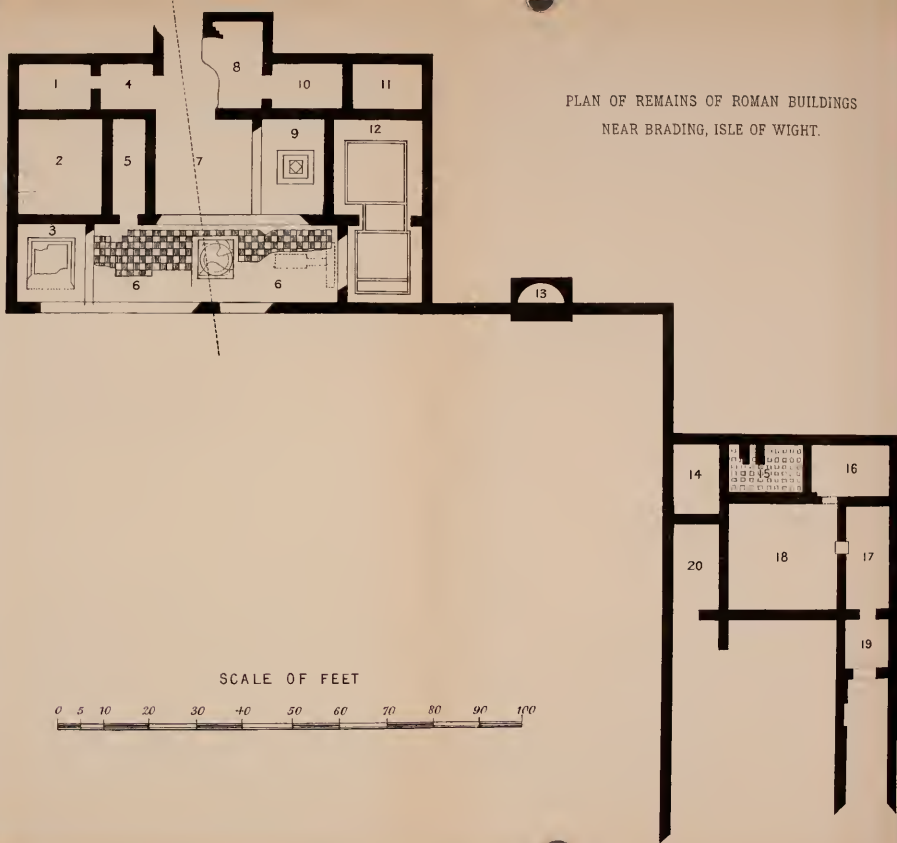 PLAN OF REMAINS OF ROMAN BUILDINGS
NEAR BRADING, ISLE OF WIGHT.
8
1 4 10 11
12
9
2 5 7
3
6 6
13
14 15 16
18 17
20
19
SCALE OF FEET
0 5 10 20 30 40 50 60 70 80 90 100